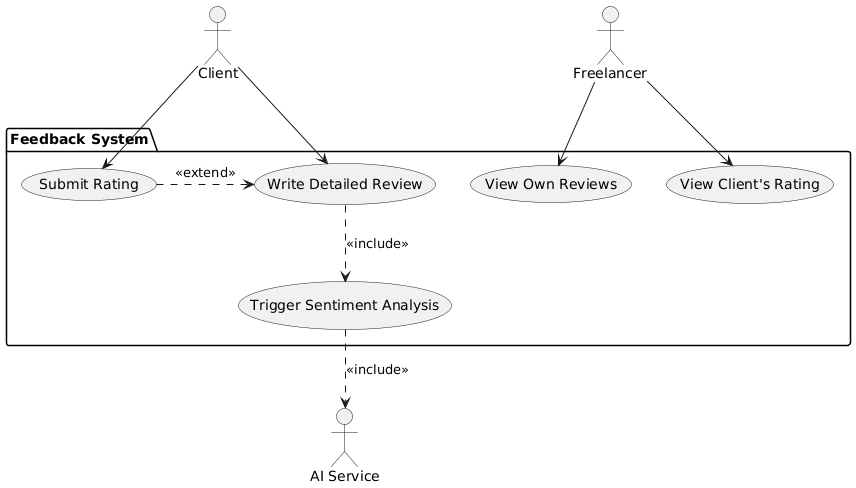 Client
Freelancer
Feedback System
Submit Rating
«extend»
Write Detailed Review
View Own Reviews
View Client's Rating
«include»
Trigger Sentiment Analysis
«include»
AI Service